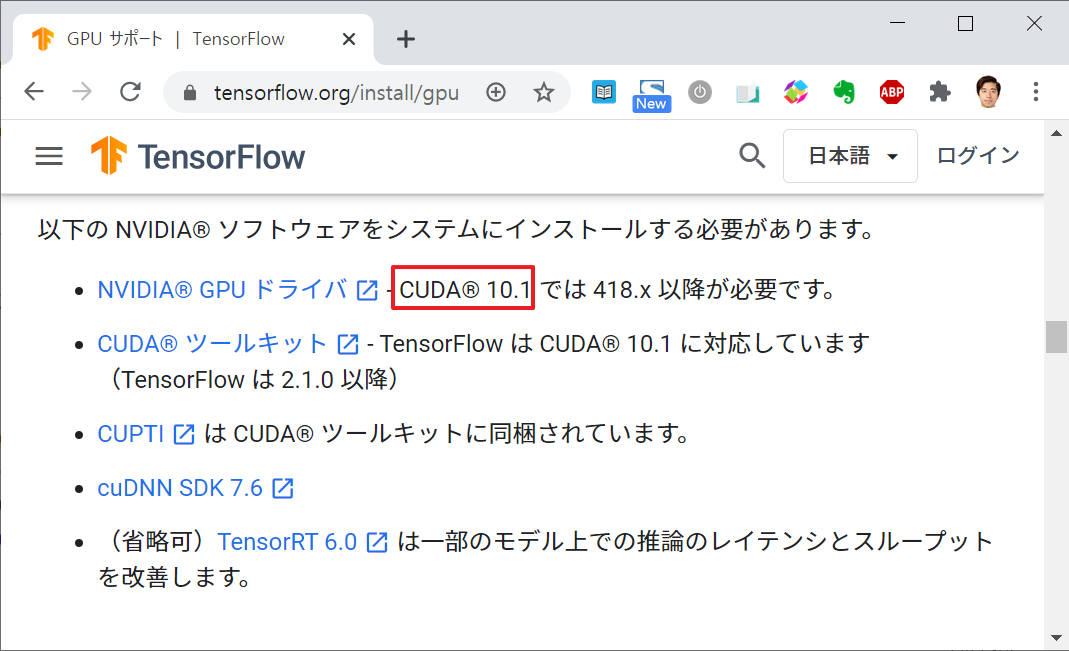 GPU サポート | TensorFlow
tensorflow.org/install/gpu
New
ABP
TensorFlow
日本語
ログイン
以下の NVIDIA® ソフトウェアをシステムにインストールする必要があります。
NVIDIA® GPU ドライバ - CUDA® 10.1 では 418.x 以降が必要です。
CUDA® ツールキット - TensorFlow は CUDA® 10.1 に対応しています
（TensorFlow は 2.1.0 以降）
CUPTI は CUDA® ツールキットに同梱されています。
cuDNN SDK 7.6
（省略可）TensorRT 6.0 は一部のモデル上での推論のレイテンシとスループット
を改善します。